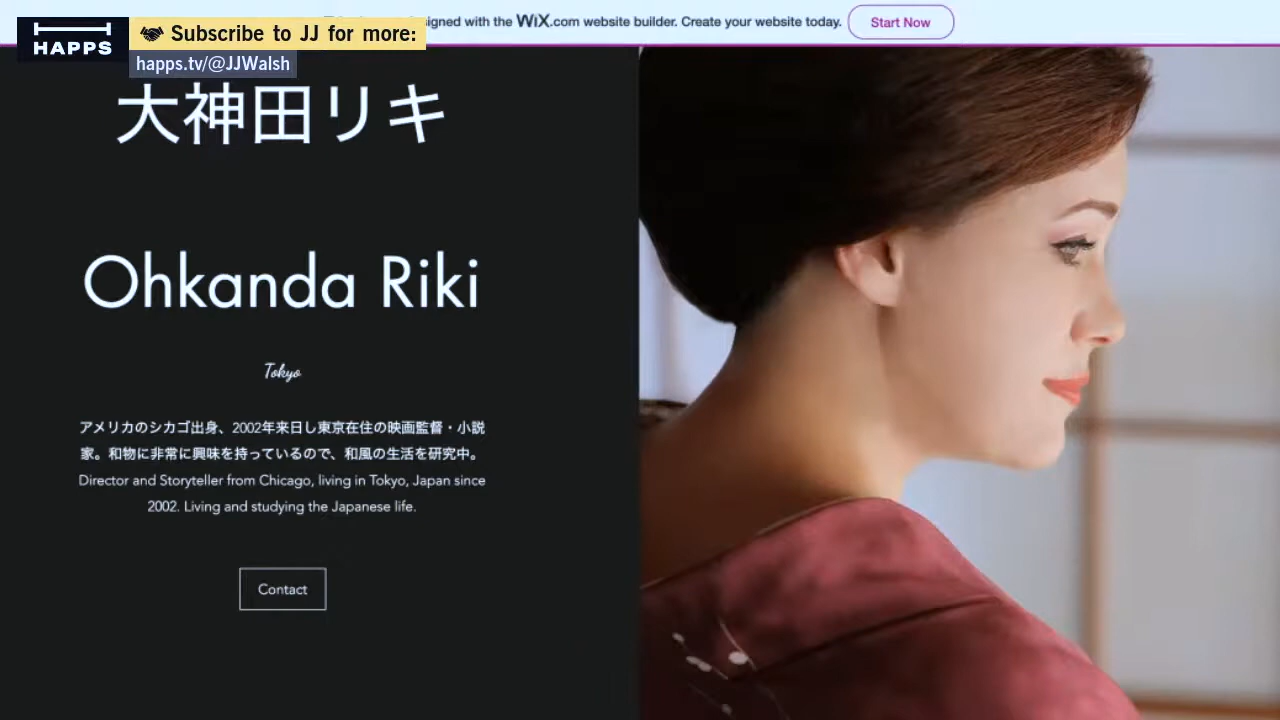 signed with the WiX.com website builder. Create your website today.
Start Now
HAPPS
Subscribe to JJ for more:
happs.tv/@JJWalsh
大神田リキ
Ohkanda Riki
Tokyo
アメリカのシカゴ出身、2002年来日し東京在住の映画監督・小説
家。和物に非常に興味を持っているので、和風の生活を研究中。
Director and Storyteller from Chicago, living in Tokyo, Japan since
2002. Living and studying the Japanese life.
Contact